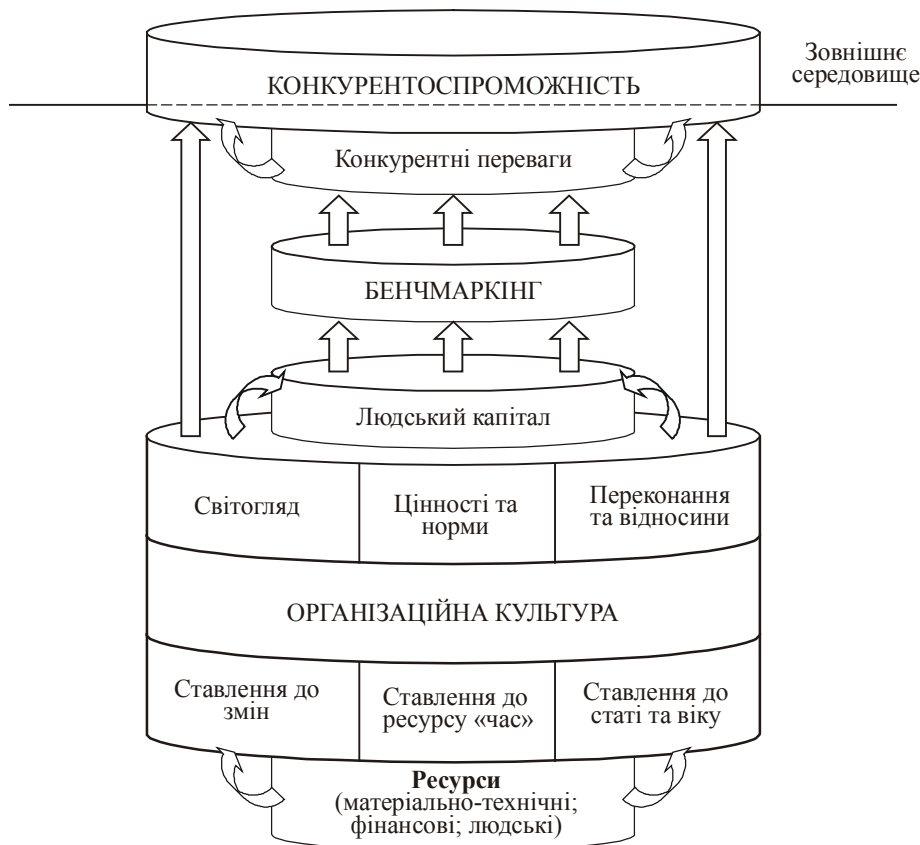 Зовнішнє
середовище
КОНКУРЕНТОСПРОМОЖНІСТЬ
Конкурентні переваги
БЕНЧМАРКІНГ
Людський капітал
Світогляд
Цінності та
норми
Переконання
та відносини
ОРГАНІЗАЦІЙНА КУЛЬТУРА
Ставлення до
змін
Ставлення до
ресурсу «час»
Ставлення до
статі та віку
Ресурси
(матеріально-технічні;
фінансові; людські)